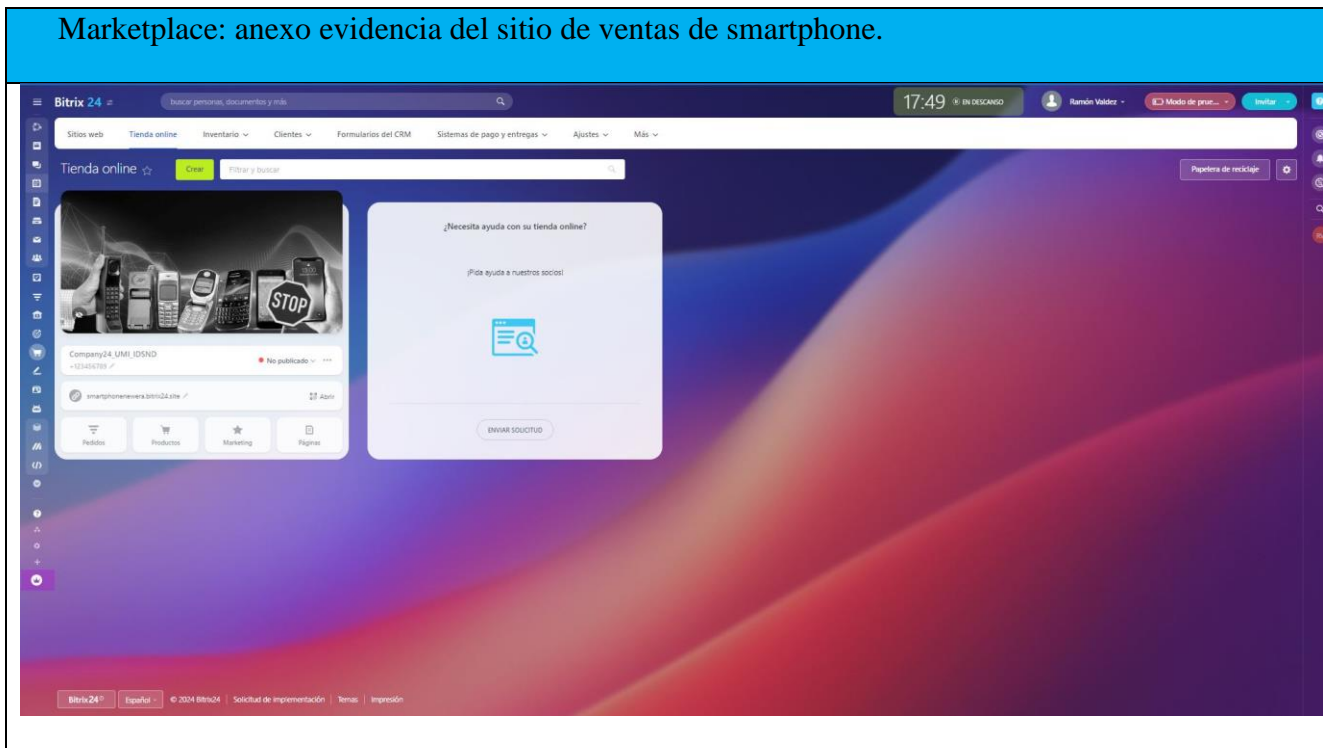 Marketplace: anexo evidencia del sitio de ventas de smartphone.
Bitrix 24
buscar personas, documentos y más
17:49 EN DESCANSO
Ramón Valdez
Modo de prue...
Invitar
Sitios web Tienda online Inventario Clientes Formularios del CRM Sistemas de pago y entregas Ajustes Más
Tienda online
Crear
Filtrar y buscar
Papelera de reciclaje
STOP
¿Necesita ayuda con su tienda online?
¡Pida ayuda a nuestros socios!
Company24_UMI_IDSND
+123456789
No publicado
smartphonenewera.bitrix24.site
Abrir
Pedidos Productos Marketing Páginas
ENVIAR SOLICITUD
Bitrix24 Español © 2024 Bitrix24 Solicitud de implementación Temas Impresión